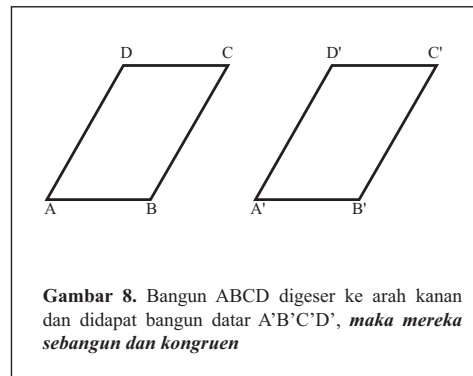 D C D' C'
A B A' B'
Gambar 8. Bangun ABCD digeser ke arah kanan
dan didapat bangun datar A’B’C’D’, maka mereka
sebangun dan kongruen